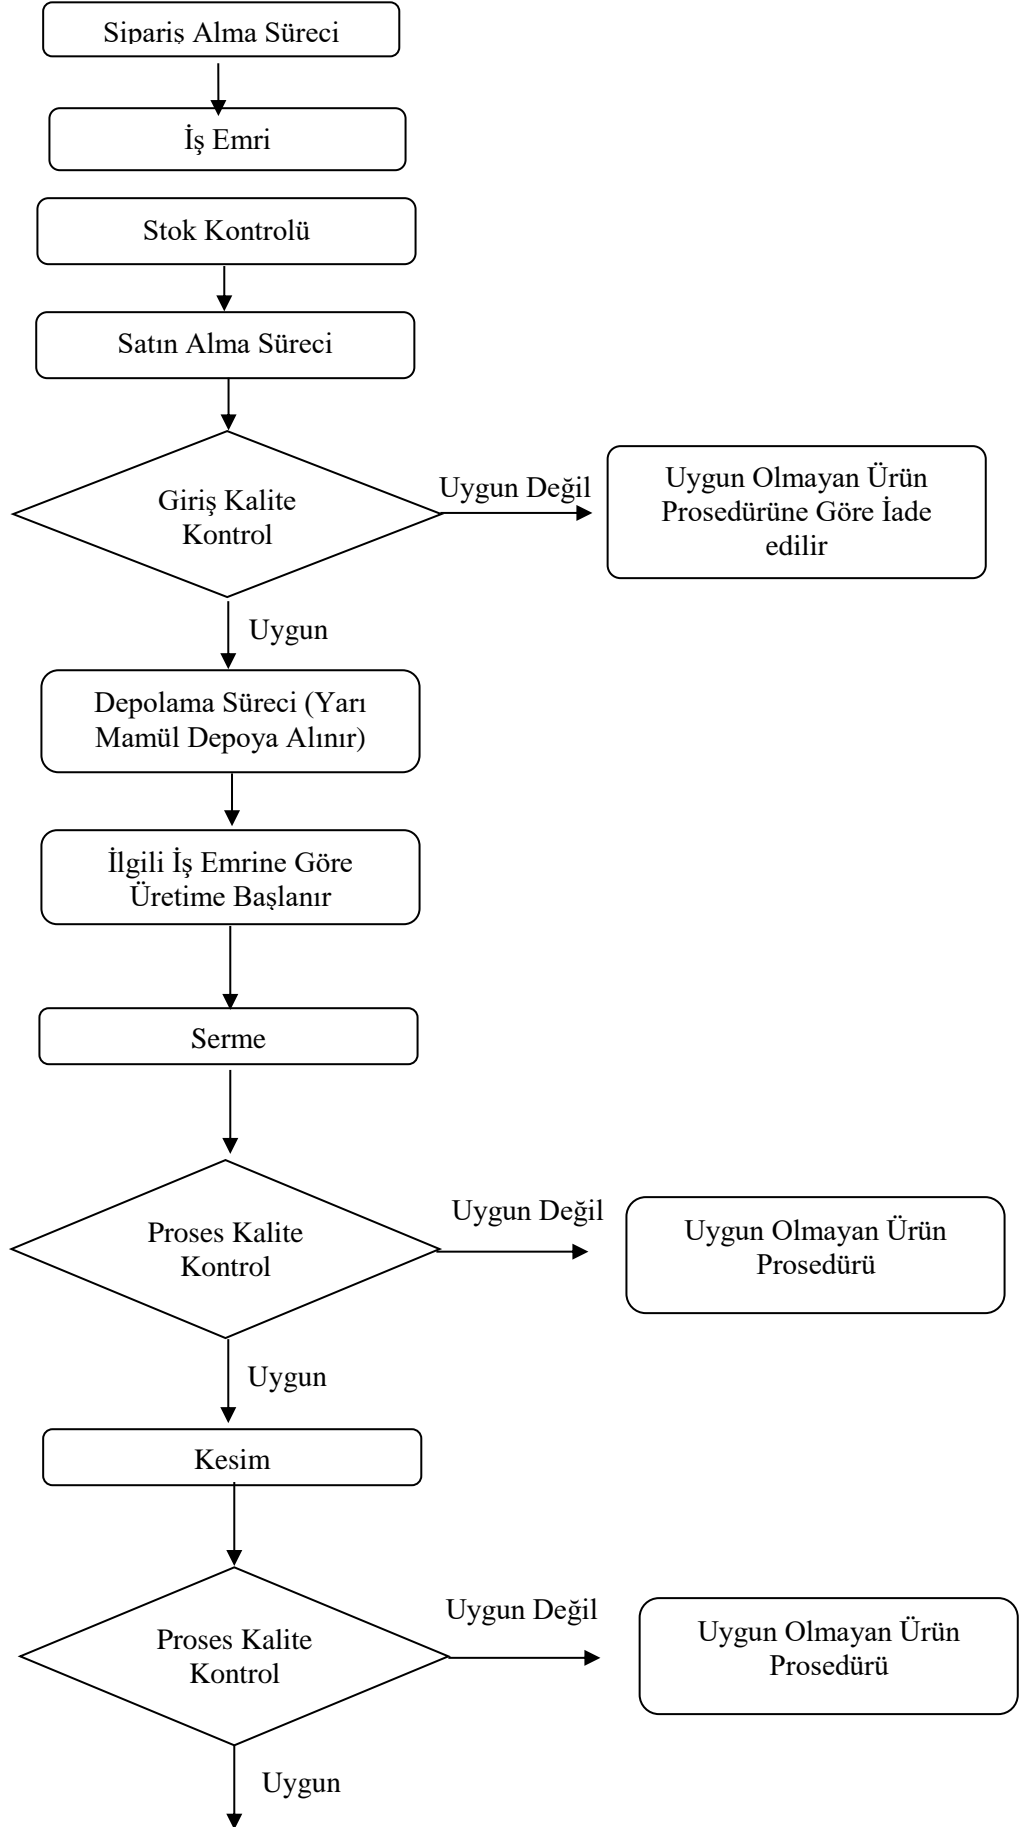 Sipariş Alma Süreci
İş Emri
Stok Kontrolü
Satın Alma Süreci
Giriş Kalite
Kontrol
Uygun Değil
Uygun Olmayan Ürün
Prosedürüne Göre İade
edilir
Uygun
Depolama Süreci (Yarı
Mamül Depoya Alınır)
İlgili İş Emrine Göre
Üretime Başlanır
Serme
Proses Kalite
Kontrol
Uygun Değil
Uygun Olmayan Ürün
Prosedürü
Uygun
Kesim
Proses Kalite
Kontrol
Uygun Değil
Uygun Olmayan Ürün
Prosedürü
Uygun